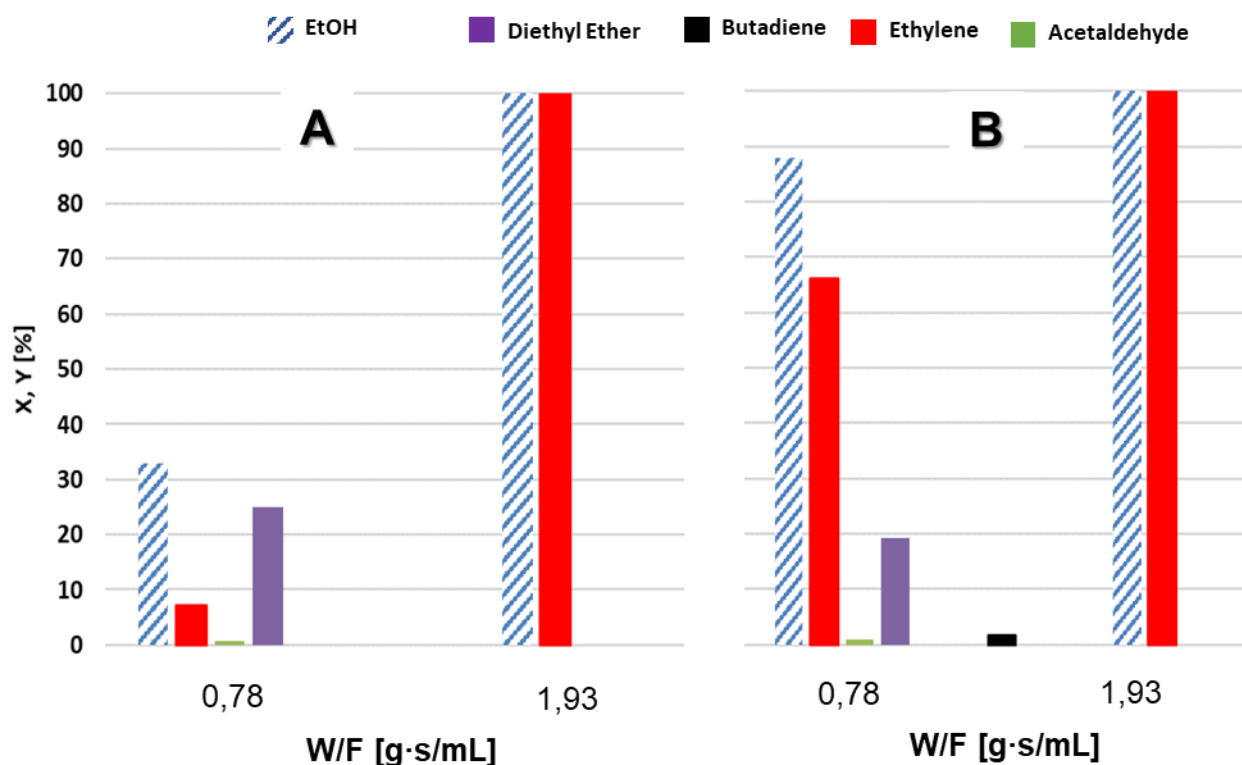 EtOH Diethyl Ether Butadiene Ethylene Acetaldehyde
A B
100
90
80
70
60
50
40
30
20
10
0
X, Y [%]
0,78 1,93 0,78 1,93
W/F [g·s/mL] W/F [g·s/mL]